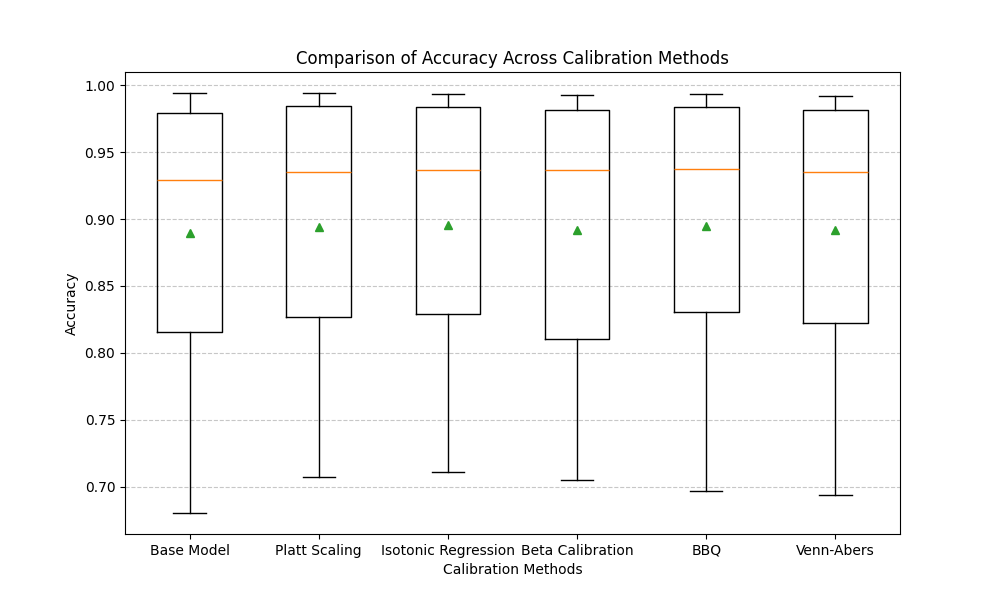 Comparison of Accuracy Across Calibration Methods
1.00
0.95
0.90
0.85
0.80
0.75
0.70
Accuracy
Base Model Platt Scaling Isotonic Regression Beta Calibration BBQ Venn-Abers
Calibration Methods